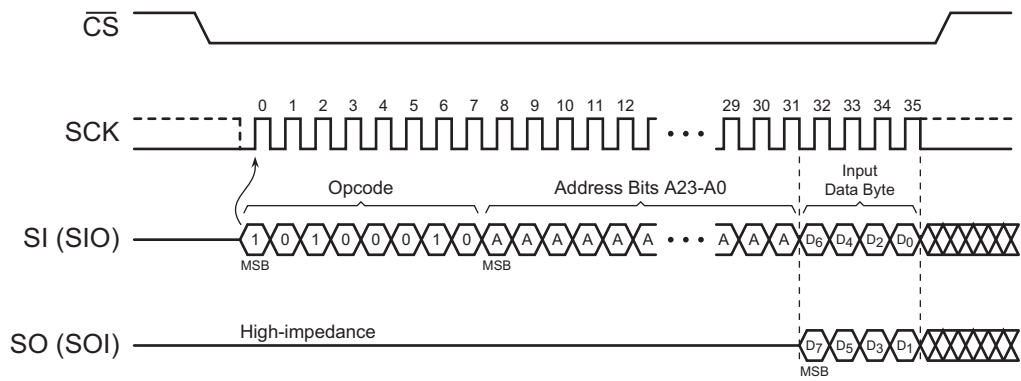 CS
0 1 2 3 4 5 6 7 8 9 10 11 12 29 30 31 32 33 34 35
SCK
Opcode
Address Bits A23-A0
Input
Data Byte
SI (SIO)
1 0 1 0 0 0 1 0 A A A A A A A A A D6 D4 D2 D0
MSB MSB
High-impedance
SO (SOI)
D7 D5 D3 D1
MSB